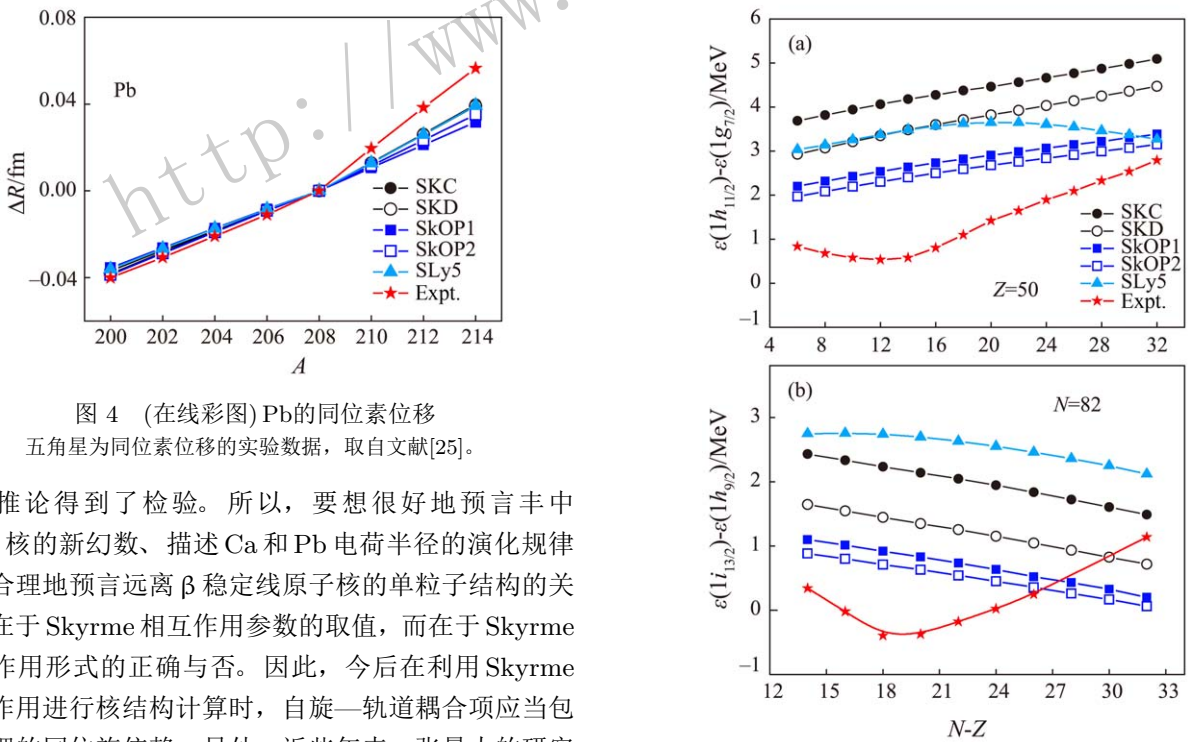 0.08
0.04
0.00
–0.04
ΔR/fm
Pb
http://www.
SKC
SKD
SkOP1
SkOP2
SLy5
Expt.
200 202 204 206 208 210 212 214
A
图 4 (在线彩图) Pb的同位素位移
五角星为同位素位移的实验数据，取自文献[25]。
推论得到了检验。所以，要想很好地预言丰中
核的新幻数、描述 Ca 和 Pb 电荷半径的演化规律
合理地预言远离 β 稳定线原子核的单粒子结构的关
在于 Skyrme 相互作用参数的取值，而在于 Skyrme
作用形式的正确与否。因此，今后在利用 Skyrme
作用进行核结构计算时，自旋—轨道耦合项应当包
(a)
6
5
4
3
2
1
0
–1
ε(1h11/2)-ε(1g7/2)/MeV
SKC
SKD
SkOP1
SkOP2
SLy5
Expt.
Z=50
4 8 12 16 20 24 28 32
(b)
N=82
3
2
1
0
–1
ε(1i13/2)-ε(1h9/2)/MeV
12 15 18 21 24 27 30 33
N-Z